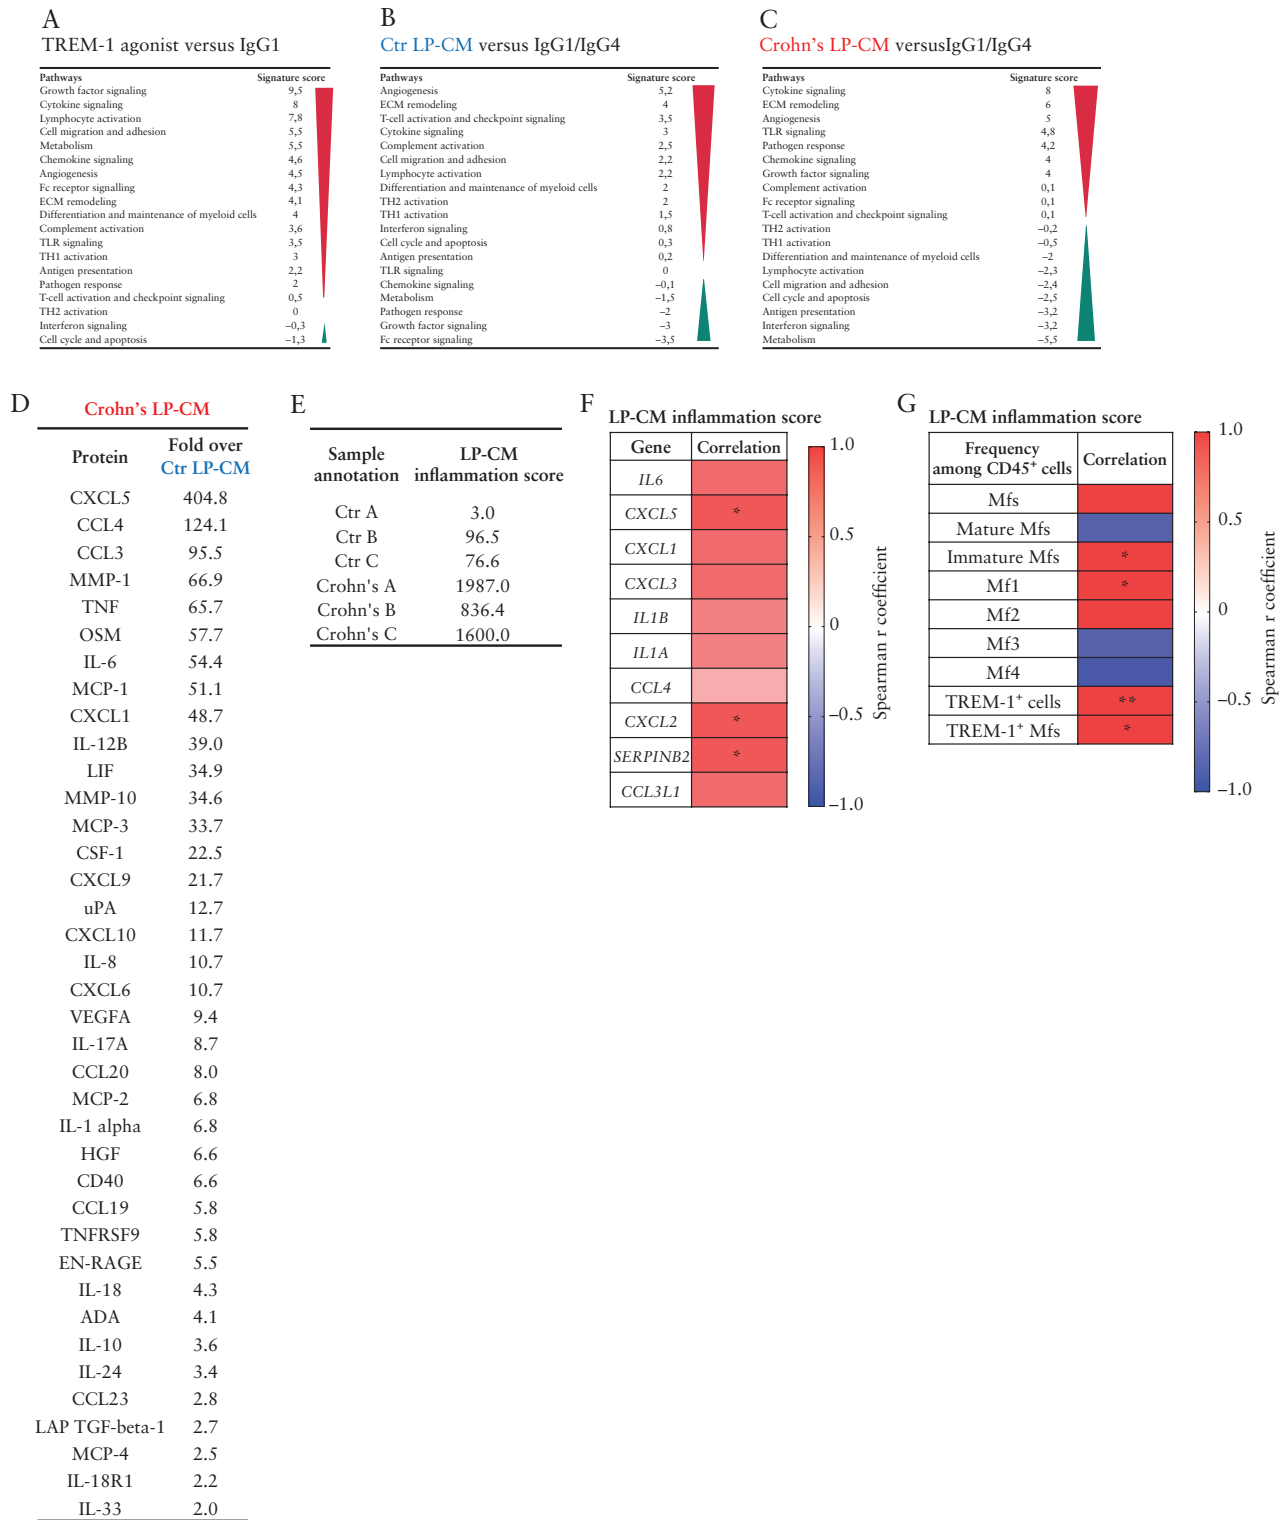 A
TREM-1 agonist versus IgG1
Pathways Signature score
Growth factor signaling 9,5
Cytokine signaling 8
Lymphocyte activation 7,8
Cell migration and adhesion 5,5
Metabolism 5,5
Chemokine signaling 4,6
Angiogenesis 4,5
Fc receptor signalling 4,3
ECM remodeling 4,1
Differentiation and maintenance of myeloid cells 4
Complement activation 3,6
TLR signaling 3,5
TH1 activation 3
Antigen presentation 2,2
Pathogen response 2
T-cell activation and checkpoint signaling 0,5
TH2 activation 0
Interferon signaling –0,3
Cell cycle and apoptosis –1,3
B
Ctr LP-CM versus IgG1/IgG4
Pathways Signature score
Angiogenesis 5,2
ECM remodeling 4
T-cell activation and checkpoint signaling 3,5
Cytokine signaling 3
Complement activation 2,5
Cell migration and adhesion 2,2
Lymphocyte activation 2,2
Differentiation and maintenance of myeloid cells 2
TH2 activation 2
TH1 activation 1,5
Interferon signaling 0,8
Cell cycle and apoptosis 0,3
Antigen presentation 0,2
TLR signaling 0
Chemokine signaling –0,1
Metabolism –1,5
Pathogen response –2
Growth factor signaling –3
Fc receptor signaling –3,5
C
Crohn's LP-CM versusIgG1/IgG4
Pathways Signature score
Cytokine signaling 8
ECM remodeling 6
Angiogenesis 5
TLR signaling 4,8
Pathogen response 4,2
Chemokine signaling 4
Growth factor signaling 4
Complement activation 0,1
Fc receptor signaling 0,1
T-cell activation and checkpoint signaling 0,1
TH2 activation –0,2
TH1 activation –0,5
Differentiation and maintenance of myeloid cells –2
Lymphocyte activation –2,3
Cell migration and adhesion –2,4
Cell cycle and apoptosis –2,5
Antigen presentation –3,2
Interferon signaling –3,2
Metabolism –5,5
D
Crohn's LP-CM
Protein Fold over
Ctr LP-CM
CXCL5 404.8
CCL4 124.1
CCL3 95.5
MMP-1 66.9
TNF 65.7
OSM 57.7
IL-6 54.4
MCP-1 51.1
CXCL1 48.7
IL-12B 39.0
LIF 34.9
MMP-10 34.6
MCP-3 33.7
CSF-1 22.5
CXCL9 21.7
uPA 12.7
CXCL10 11.7
IL-8 10.7
CXCL6 10.7
VEGFA 9.4
IL-17A 8.7
CCL20 8.0
MCP-2 6.8
IL-1 alpha 6.8
HGF 6.6
CD40 6.6
CCL19 5.8
TNFRSF9 5.8
EN-RAGE 5.5
IL-18 4.3
ADA 4.1
IL-10 3.6
IL-24 3.4
CCL23 2.8
LAP TGF-beta-1 2.7
MCP-4 2.5
IL-18R1 2.2
IL-33 2.0
E
Sample LP-CM
annotation inflammation score
Ctr A 3.0
Ctr B 96.5
Ctr C 76.6
Crohn's A 1987.0
Crohn's B 836.4
Crohn's C 1600.0
F
LP-CM inflammation score
Gene Correlation
IL6
CXCL5 *
CXCL1
CXCL3
IL1B
IL1A
CCL4
CXCL2 *
SERPINB2 *
CCL3L1
1.0
0.5
0
–0.5
–1.0
Spearman r coefficient
G
LP-CM inflammation score
Frequency
among CD45⁺ cells Correlation
Mfs
Mature Mfs
Immature Mfs *
Mf1 *
Mf2
Mf3
Mf4
TREM-1⁺ cells **
TREM-1⁺ Mfs *
1.0
0.5
0
–0.5
–1.0
Spearman r coefficient